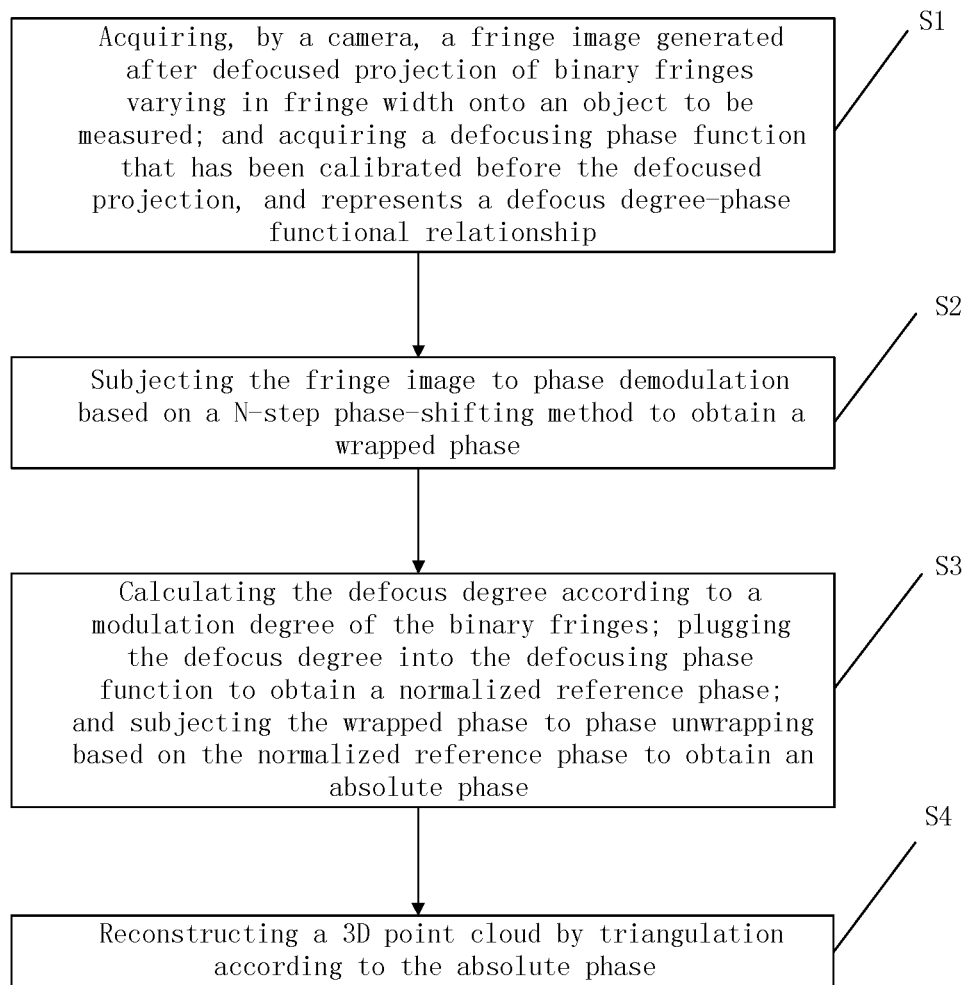 Acquiring, by a camera, a fringe image generated
after defocused projection of binary fringes
varying in fringe width onto an object to be
measured; and acquiring a defocusing phase function
that has been calibrated before the defocused
projection, and represents a defocus degree-phase
functional relationship
S1
Subjecting the fringe image to phase demodulation
based on a N-step phase-shifting method to obtain a
wrapped phase
S2
Calculating the defocus degree according to a
modulation degree of the binary fringes; plugging
the defocus degree into the defocusing phase
function to obtain a normalized reference phase;
and subjecting the wrapped phase to phase unwrapping
based on the normalized reference phase to obtain an
absolute phase
S3
Reconstructing a 3D point cloud by triangulation
according to the absolute phase
S4